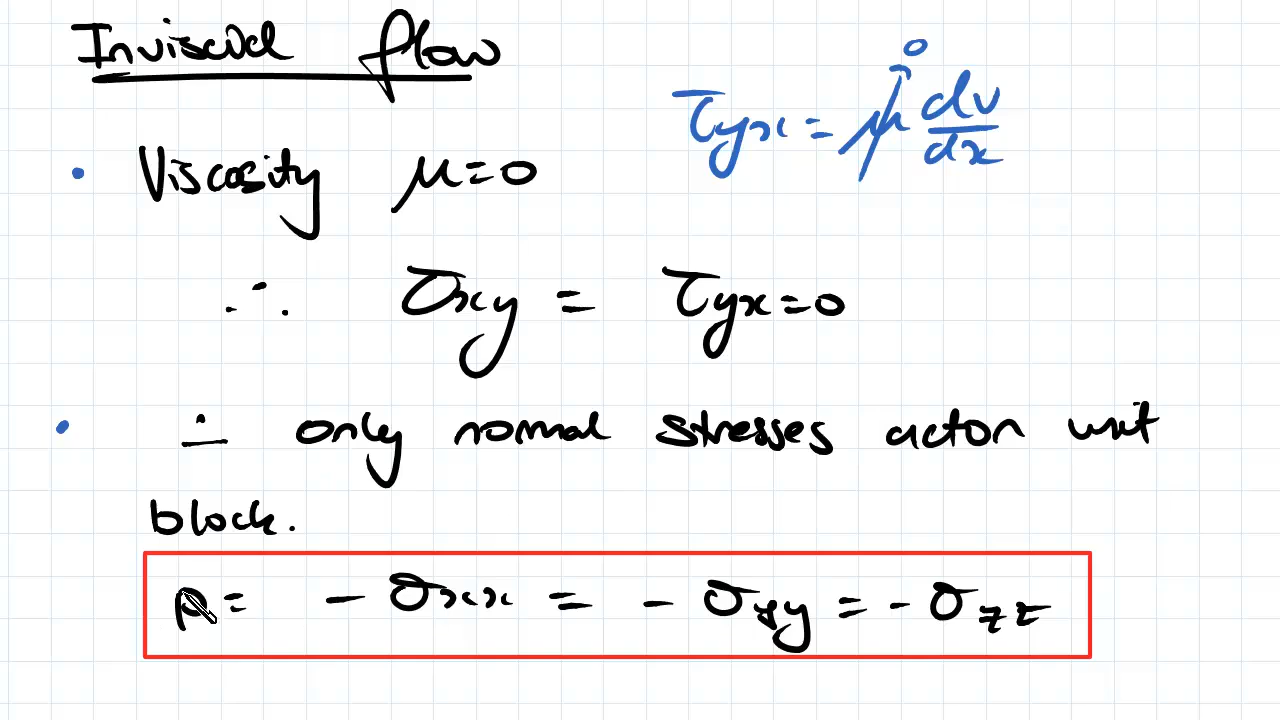 Inviscid flow
τyx = μ→0 dv/dx
• Viscosity μ=0
∴ σxy = τyx=0
• ∴ only normal stresses act on unit
block.
p = - σxx = - σyy = - σzz